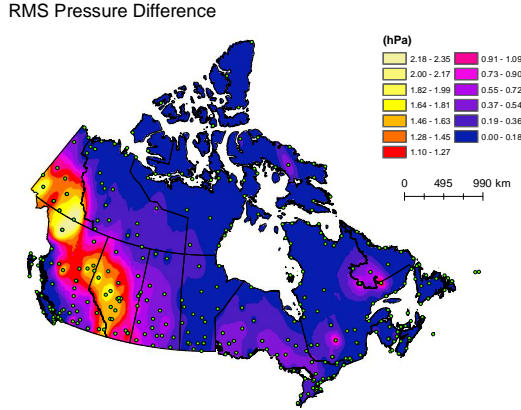 RMS Pressure Difference
(hPa)
2.18 - 2.35 0.91 - 1.09
2.00 - 2.17 0.73 - 0.90
1.82 - 1.99 0.55 - 0.72
1.64 - 1.81 0.37 - 0.54
1.46 - 1.63 0.19 - 0.36
1.28 - 1.45 0.00 - 0.18
1.10 - 1.27
0 495 990 km